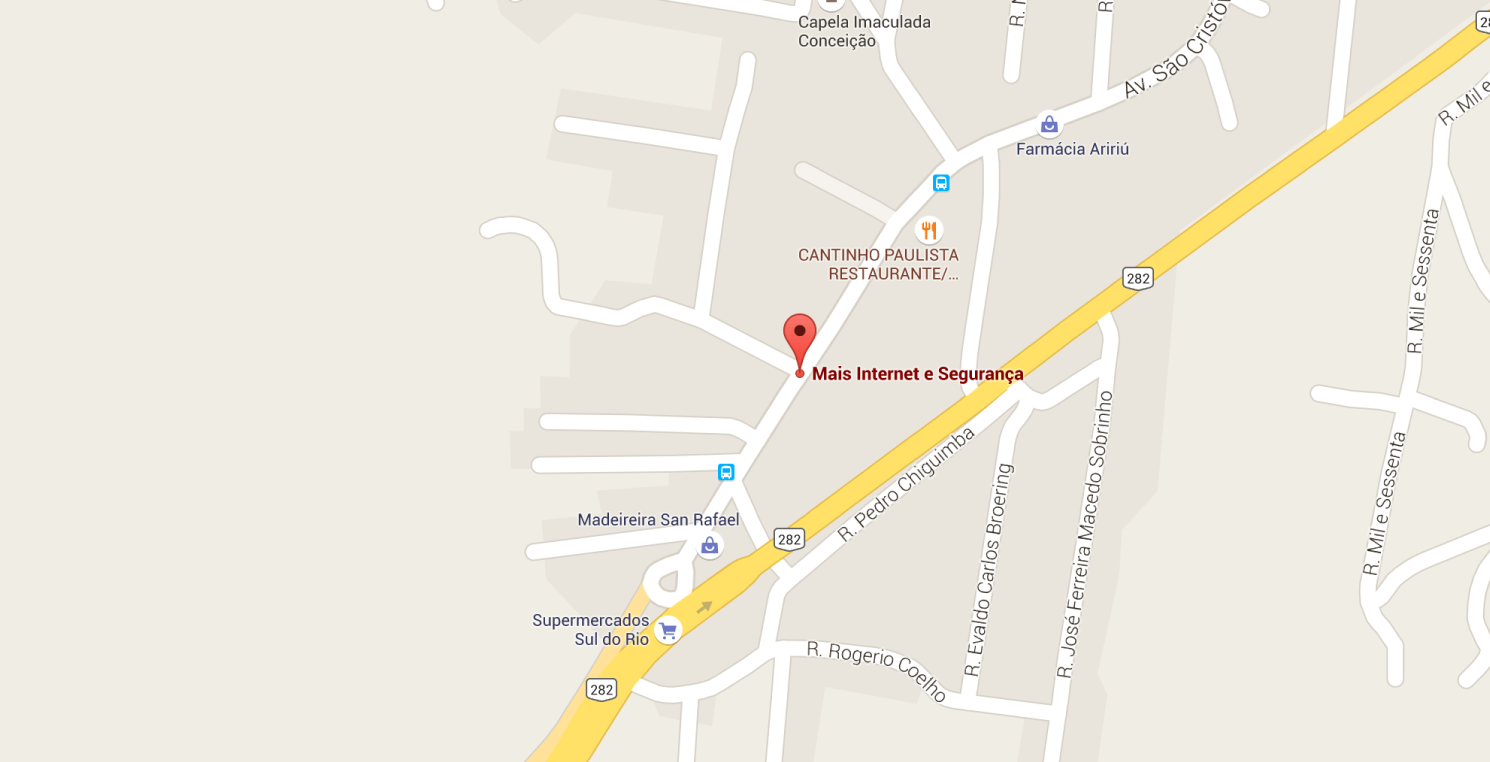 Capela Imaculada
Conceição
R. M
R
Av. São Cristóv
28
R. Mil e
Farmácia Aririú
CANTINHO PAULISTA
RESTAURANTE/...
282
R. Mil e Sessenta
Mais Internet e Segurança
R. Pedro Chiguimba
R. José Ferreira Macedo Sobrinho
R. Evaldo Carlos Broering
R. Mil e Sessenta
Madeireira San Rafael
282
Supermercados
Sul do Rio
R. Rogerio Coelho
282